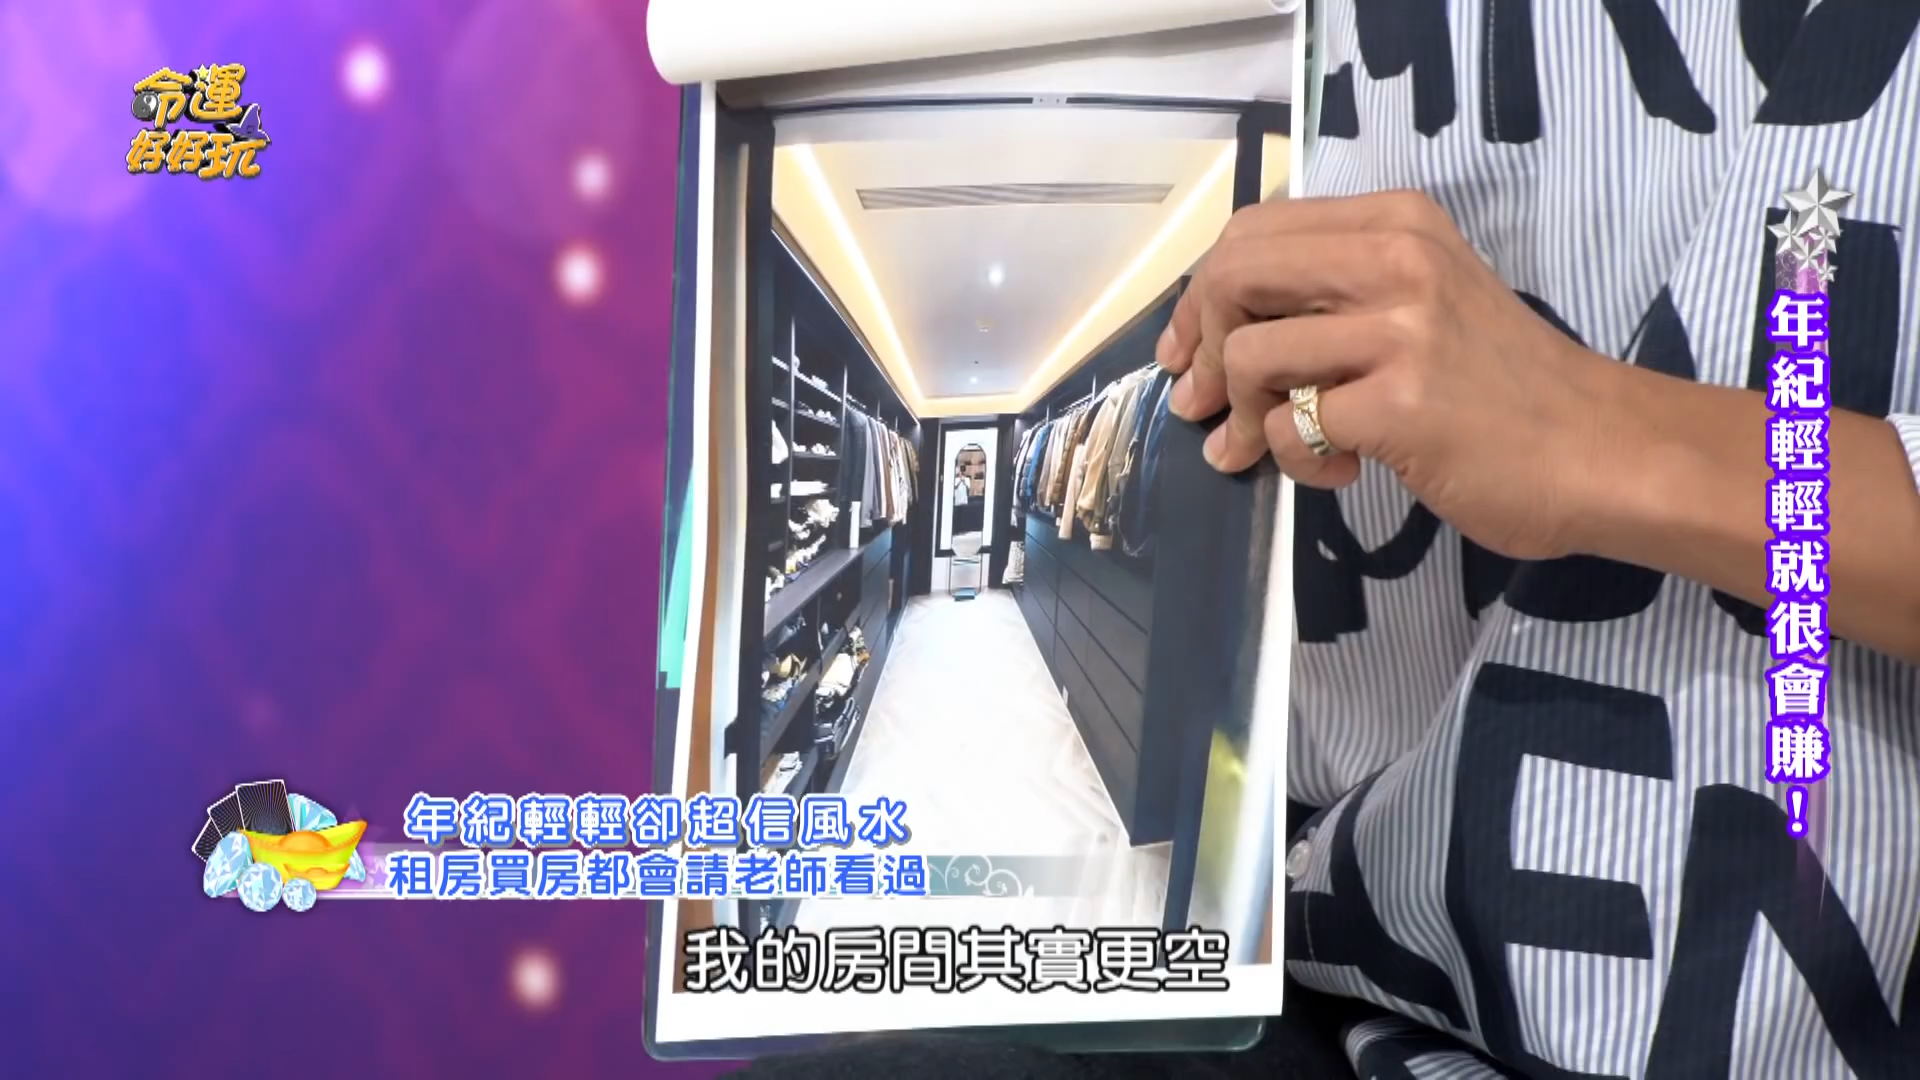 命運
好好玩
年紀輕輕就很會賺！
年紀輕輕卻超信風水
租房買房都會請老師看過
我的房間其實更空